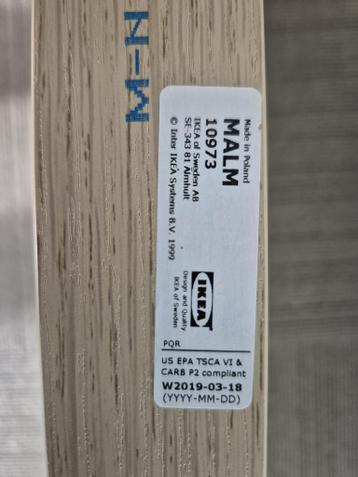 M-N
Made in Poland
MALM
10973
IKEA of Sweden AB
SE-343 81 Älmhult
© Inter IKEA Systems B.V. 1999
IKEA
Design and Quality
IKEA of Sweden
PQR
US EPA TSCA VI &
CARB P2 compliant
W2019-03-18
(YYYY-MM-DD)